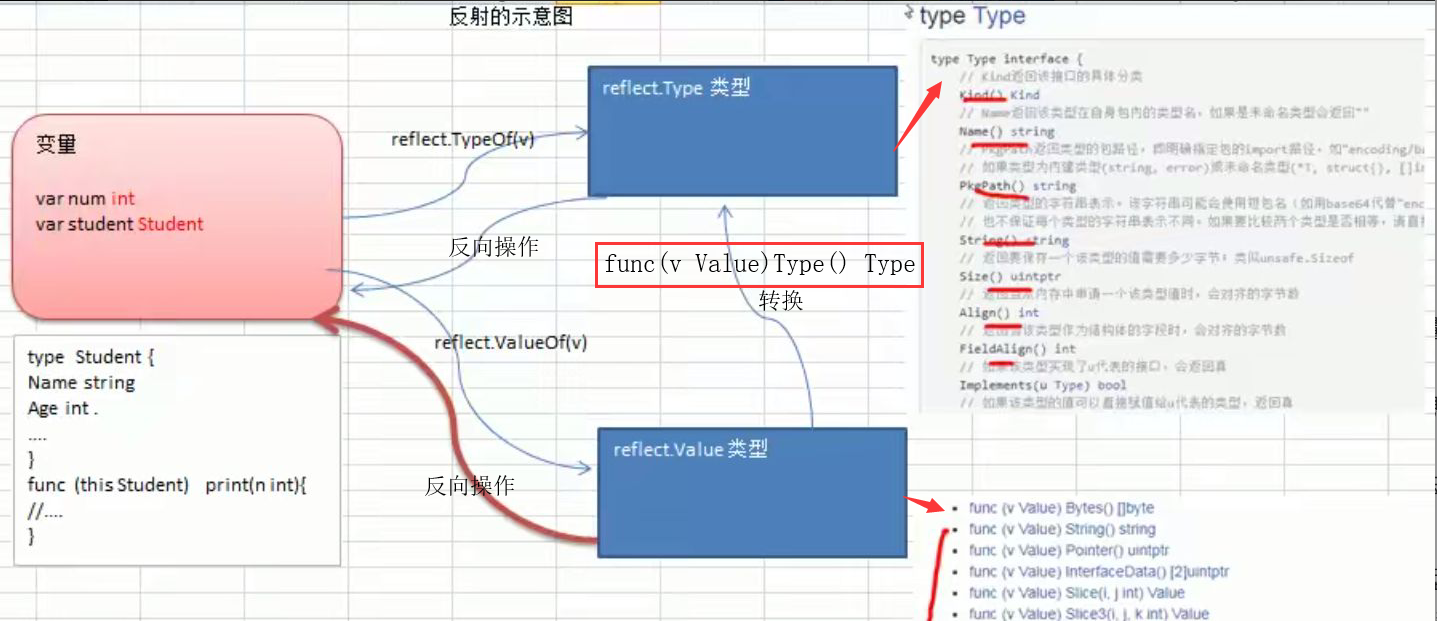 反射的示意图
变量
var num int
var student Student
type Student {
Name string
Age int .
....
}
func (this Student) print(n int){
//....
}
reflect.TypeOf(v)
反向操作
reflect.ValueOf(v)
反向操作
reflect.Type 类型
func(v Value)Type() Type
转换
reflect.Value 类型
type Type
type Type interface {
// Kind返回该接口的具体分类
Kind() Kind
// Name返回该类型在自身包内的类型名，如果是未命名类型会返回""
Name() string
// PkgPath返回类型的包路径，即明确指定包的import路径，如"encoding/ba
// 如果类型为内建类型(string, error)或未命名类型(*T, struct{}, []in
PkgPath() string
// 返回类型的字符串表示。该字符串可能会使用短包名（如用base64代替"enc
// 也不保证每个类型的字符串表示不同。如果要比较两个类型是否相等，请直接
String() string
// 返回要保存一个该类型的值需要多少字节；类似unsafe.Sizeof
Size() uintptr
// 返回当从内存中申请一个该类型值时，会对齐的字节数
Align() int
// 返回当该类型作为结构体的字段时，会对齐的字节数
FieldAlign() int
// 如果该类型实现了u代表的接口，会返回真
Implements(u Type) bool
// 如果该类型的值可以直接赋值给u代表的类型，返回真
• func (v Value) Bytes() []byte
• func (v Value) String() string
• func (v Value) Pointer() uintptr
• func (v Value) InterfaceData() [2]uintptr
• func (v Value) Slice(i, j int) Value
• func (v Value) Slice3(i, j, k int) Value